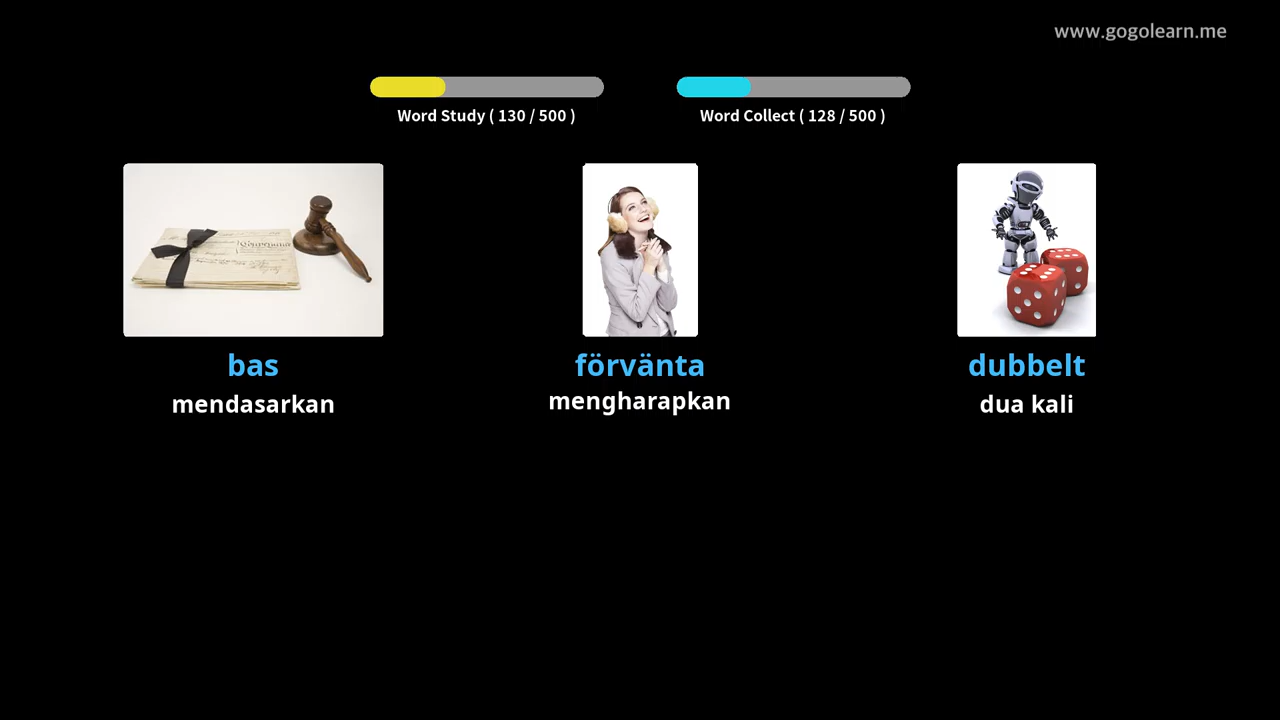 www.gogolearn.me
Word Study ( 130 / 500 )
Word Collect ( 128 / 500 )
bas
förvänta
dubbelt
mendasarkan
mengharapkan
dua kali